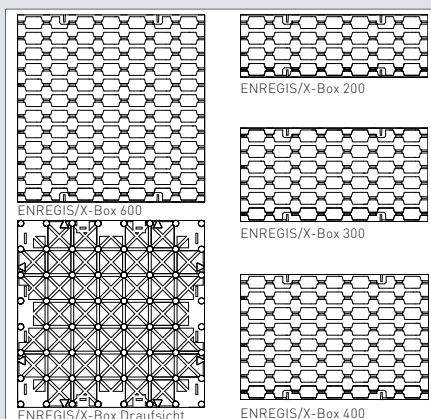 ENREGIS/X-Box 600
ENREGIS/X-Box Draufsicht
ENREGIS/X-Box 200
ENREGIS/X-Box 300
ENREGIS/X-Box 400